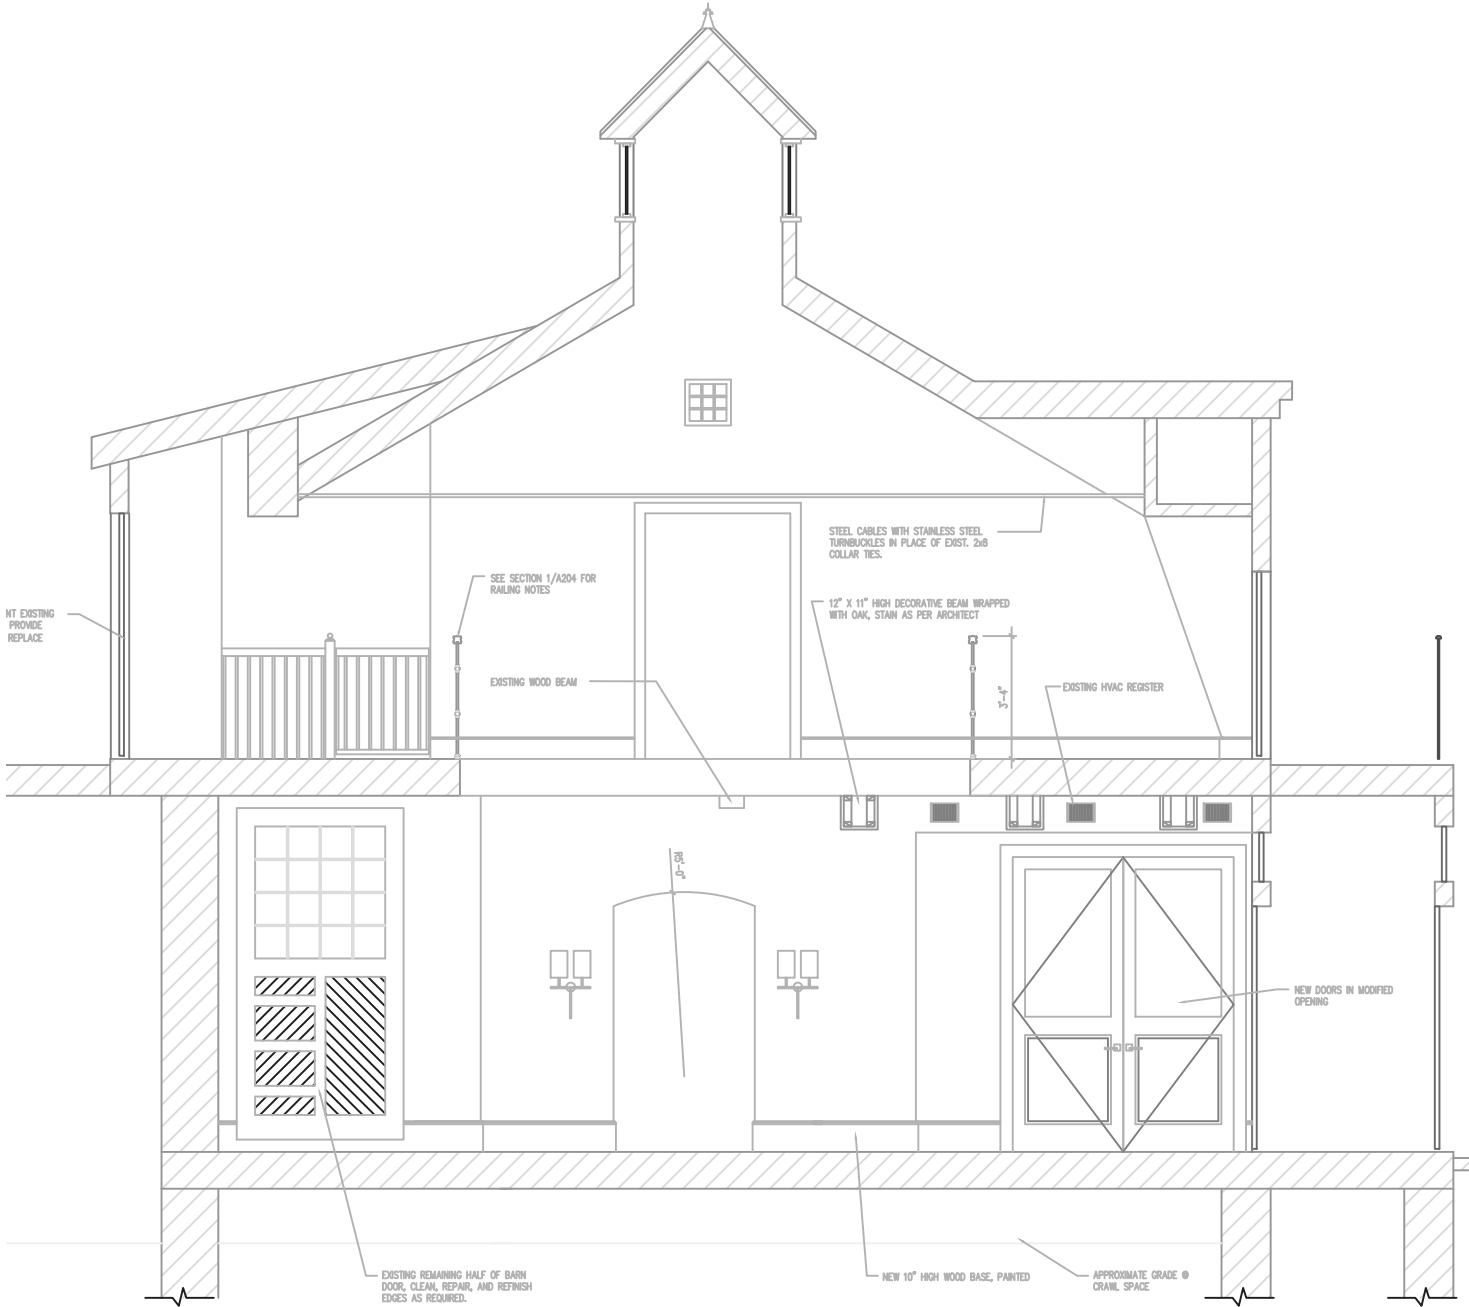 STEEL CABLES WITH STAINLESS STEEL
TURNBUCKLES IN PLACE OF EXIST. 2x8
COLLAR TIES.
SEE SECTION 1/A204 FOR
RAILING NOTES
12" X 11" HIGH DECORATIVE BEAM WRAPPED
WITH OAK, STAIN AS PER ARCHITECT
NT EXISTING
PROVIDE
REPLACE
EXISTING WOOD BEAM
3'-4"
EXISTING HVAC REGISTER
R5'-0"
NEW DOORS IN MODIFIED
OPENING
EXISTING REMAINING HALF OF BARN
DOOR, CLEAN, REPAIR, AND REFINISH
EDGES AS REQUIRED.
NEW 10" HIGH WOOD BASE, PAINTED
APPROXIMATE GRADE @
CRAWL SPACE